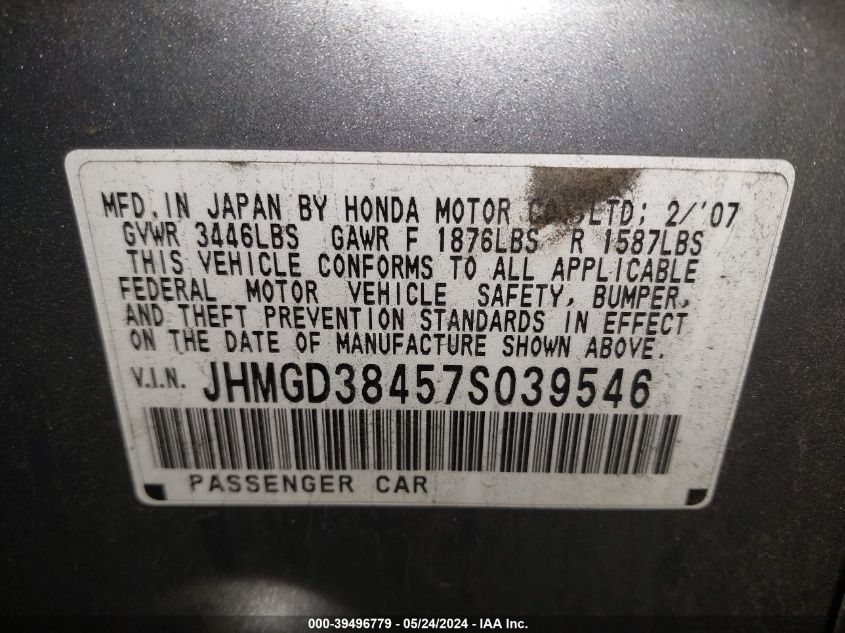 MFD. IN JAPAN BY HONDA MOTOR CO., LTD; 2/'07
GVWR 3446LBS GAWR F 1876LBS R 1587LBS
THIS VEHICLE CONFORMS TO ALL APPLICABLE
FEDERAL MOTOR VEHICLE SAFETY, BUMPER,
AND THEFT PREVENTION STANDARDS IN EFFECT
ON THE DATE OF MANUFACTURE SHOWN ABOVE.
V.I.N. JHMGD38457S039546
PASSENGER CAR
000-39496779 - 05/24/2024 - IAA Inc.